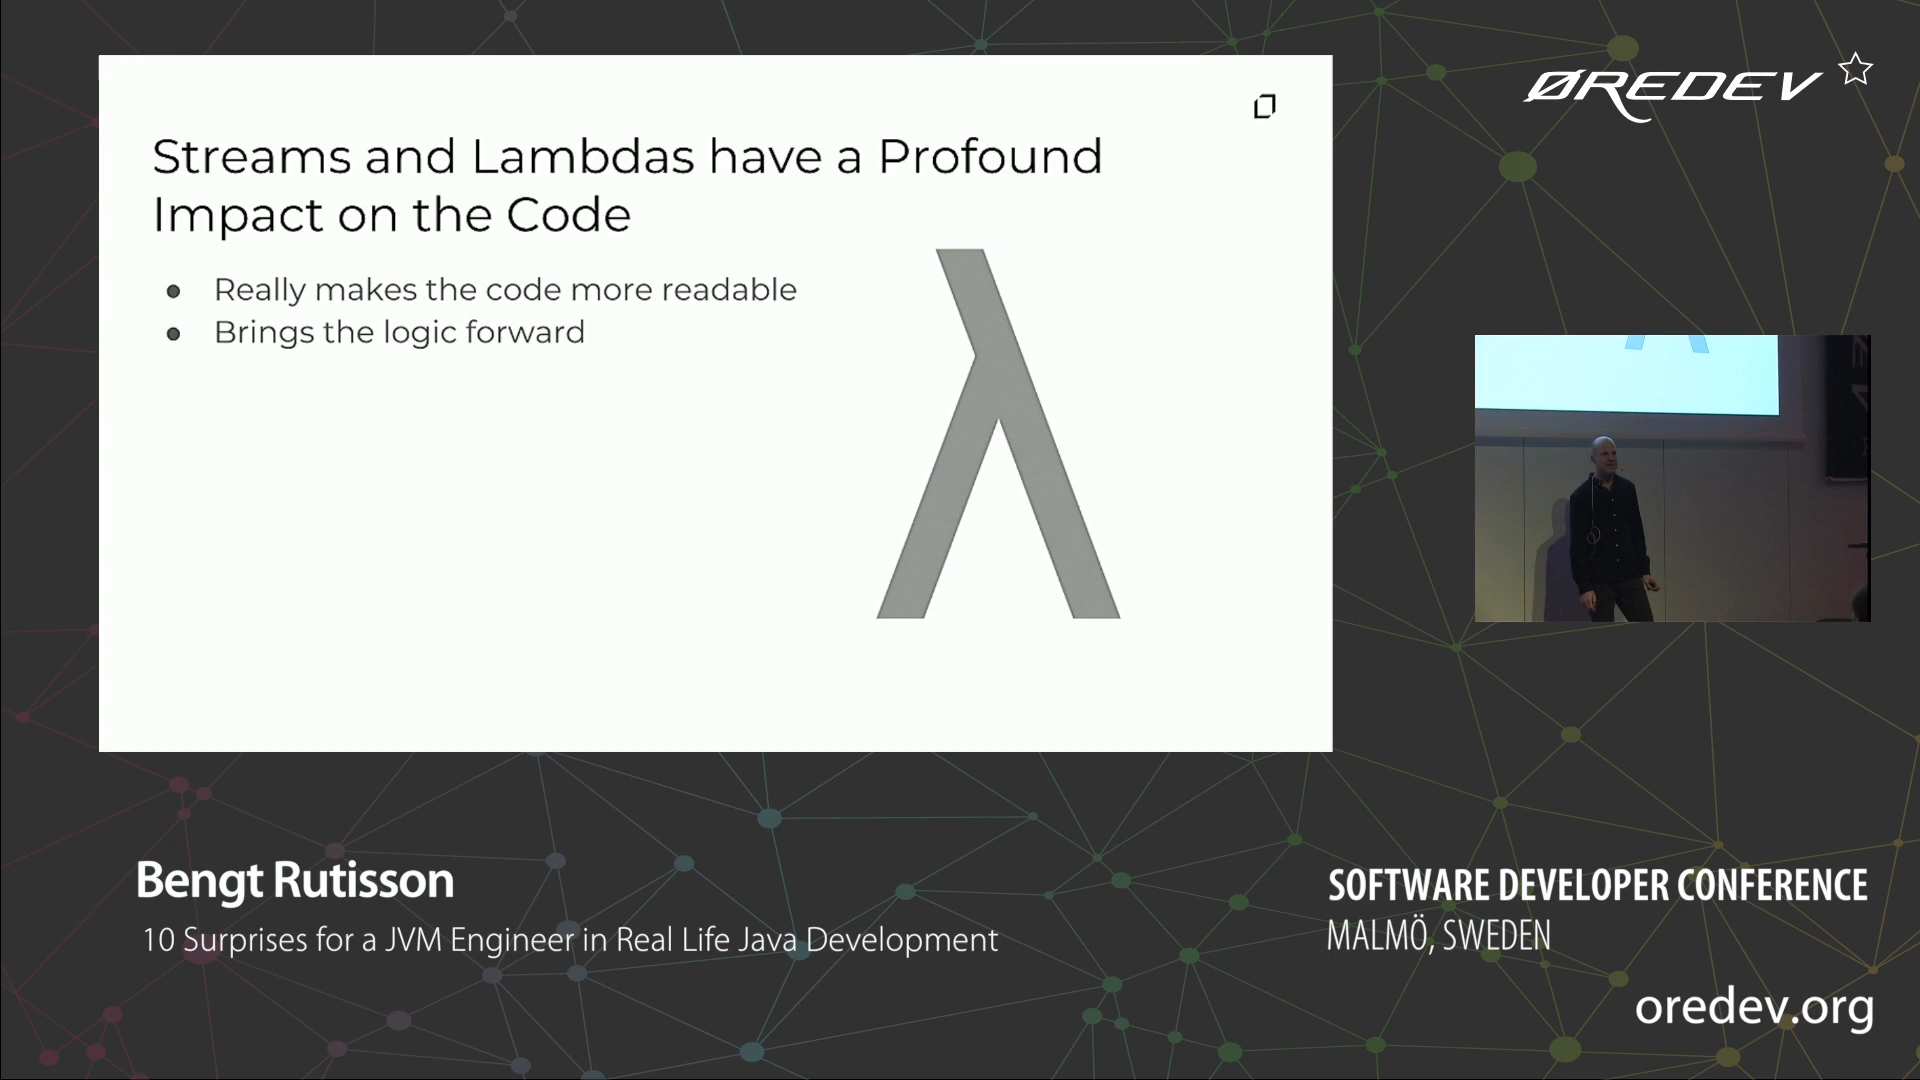 ØREDEV
Streams and Lambdas have a Profound
Impact on the Code
● Really makes the code more readable
● Brings the logic forward
λ
Bengt Rutisson
10 Surprises for a JVM Engineer in Real Life Java Development
SOFTWARE DEVELOPER CONFERENCE
MALMÖ, SWEDEN
oredev.org